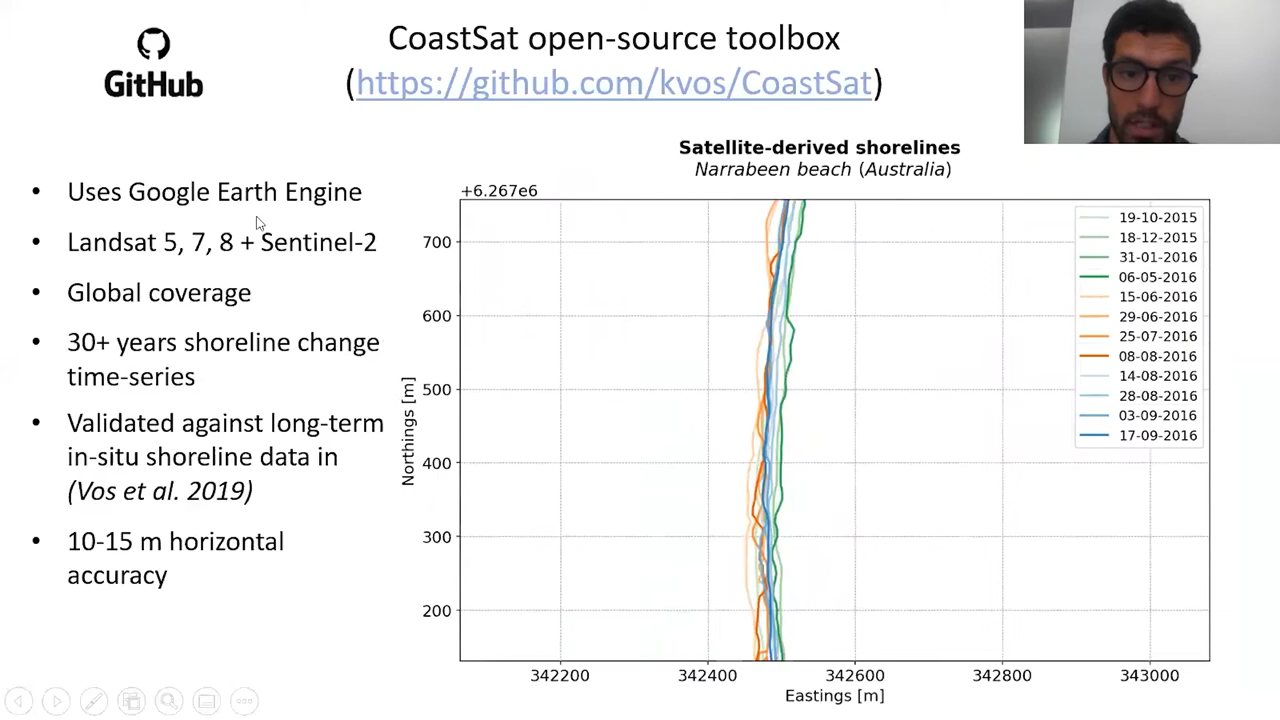 GitHub
CoastSat open-source toolbox
(https://github.com/kvos/CoastSat)
• Uses Google Earth Engine
• Landsat 5, 7, 8 + Sentinel-2
• Global coverage
• 30+ years shoreline change
time-series
• Validated against long-term
in-situ shoreline data in
(Vos et al. 2019)
• 10-15 m horizontal
accuracy
Satellite-derived shorelines
Narrabeen beach (Australia)
+6.267e6
700
600
500
400
300
200
Northings [m]
342200 342400 342600 342800 343000
Eastings [m]
19-10-2015
18-12-2015
31-01-2016
06-05-2016
15-06-2016
29-06-2016
25-07-2016
08-08-2016
14-08-2016
28-08-2016
03-09-2016
17-09-2016